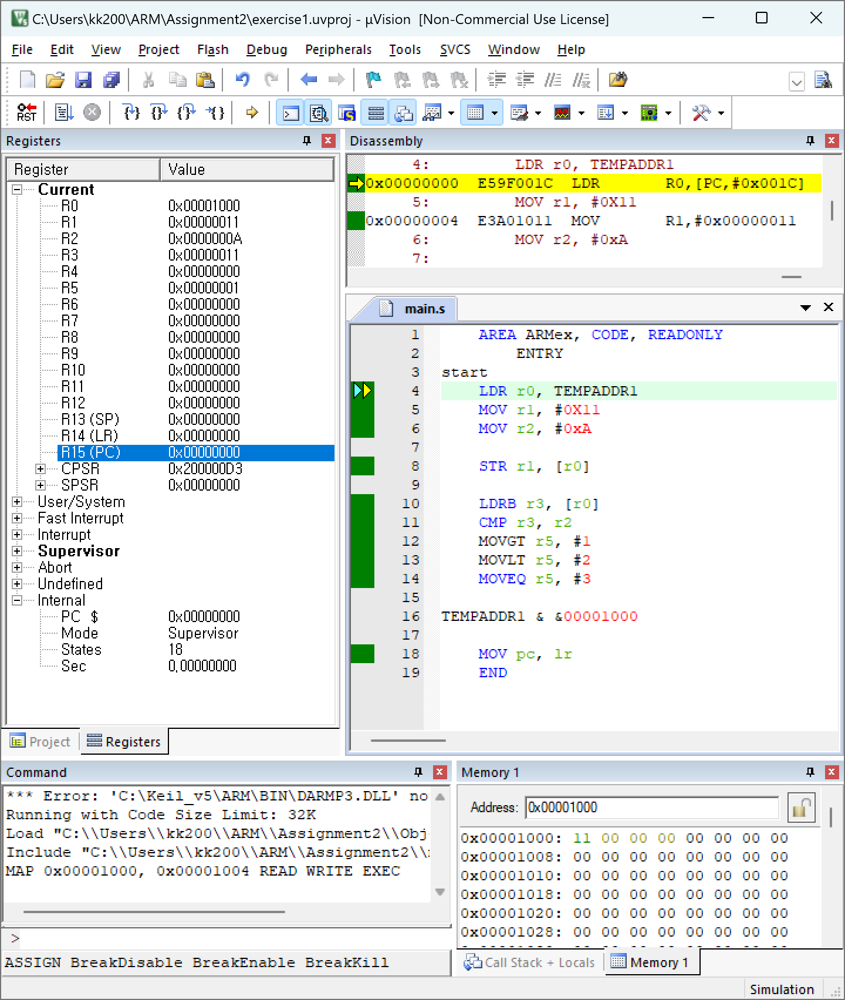 C:\Users\kk200\ARM\Assignment2\exercise1.uvproj - µVision  [Non-Commercial Use License]
File Edit View Project Flash Debug Peripherals Tools SVCS Window Help
RST
Registers
Register Value
Current
R0 0x00001000
R1 0x00000011
R2 0x0000000A
R3 0x00000011
R4 0x00000000
R5 0x00000001
R6 0x00000000
R7 0x00000000
R8 0x00000000
R9 0x00000000
R10 0x00000000
R11 0x00000000
R12 0x00000000
R13 (SP) 0x00000000
R14 (LR) 0x00000000
R15 (PC) 0x00000000
CPSR 0x200000D3
SPSR 0x00000000
User/System
Fast Interrupt
Interrupt
Supervisor
Abort
Undefined
Internal
PC $ 0x00000000
Mode Supervisor
States 18
Sec 0,00000000
Project Registers
Disassembly
4: LDR r0, TEMPADDR1
0x00000000 E59F001C LDR R0,[PC,#0x001C]
5: MOV r1, #0X11
0x00000004 E3A01011 MOV R1,#0x00000011
6: MOV r2, #0xA
7:
main.s
1 AREA ARMex, CODE, READONLY
2 ENTRY
3 start
4 LDR r0, TEMPADDR1
5 MOV r1, #0X11
6 MOV r2, #0xA
7
8 STR r1, [r0]
9
10 LDRB r3, [r0]
11 CMP r3, r2
12 MOVGT r5, #1
13 MOVLT r5, #2
14 MOVEQ r5, #3
15
16 TEMPADDR1 & &00001000
17
18 MOV pc, lr
19 END
Command
*** Error: 'C:\Keil_v5\ARM\BIN\DARMP3.DLL' no
Running with Code Size Limit: 32K
Load "C:\\Users\\kk200\\ARM\\Assignment2\\Obj
Include "C:\\Users\\kk200\\ARM\\Assignment2\\
MAP 0x00001000, 0x00001004 READ WRITE EXEC
>
ASSIGN BreakDisable BreakEnable BreakKill
Memory 1
Address: 0x00001000
0x00001000: 11 00 00 00 00 00 00 00
0x00001008: 00 00 00 00 00 00 00 00
0x00001010: 00 00 00 00 00 00 00 00
0x00001018: 00 00 00 00 00 00 00 00
0x00001020: 00 00 00 00 00 00 00 00
0x00001028: 00 00 00 00 00 00 00 00
Call Stack + Locals Memory 1
Simulation